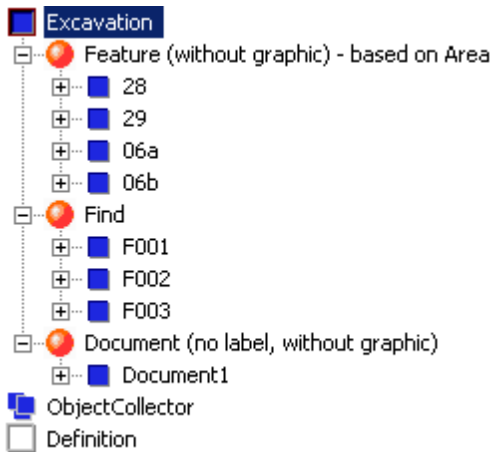 Excavation
Feature (without graphic) - based on Area
28
29
06a
06b
Find
F001
F002
F003
Document (no label, without graphic)
Document1
ObjectCollector
Definition